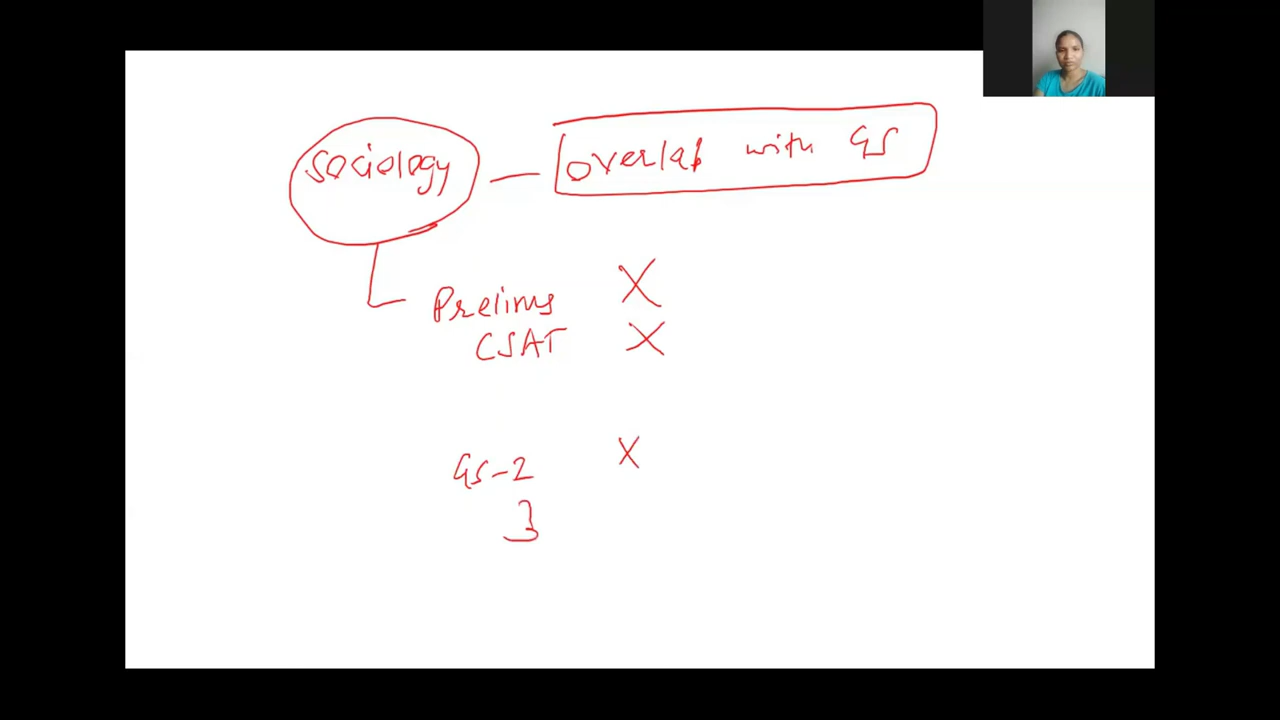 Sociology — overlap with GS
Prelims X
CSAT X
GS-2 X
3